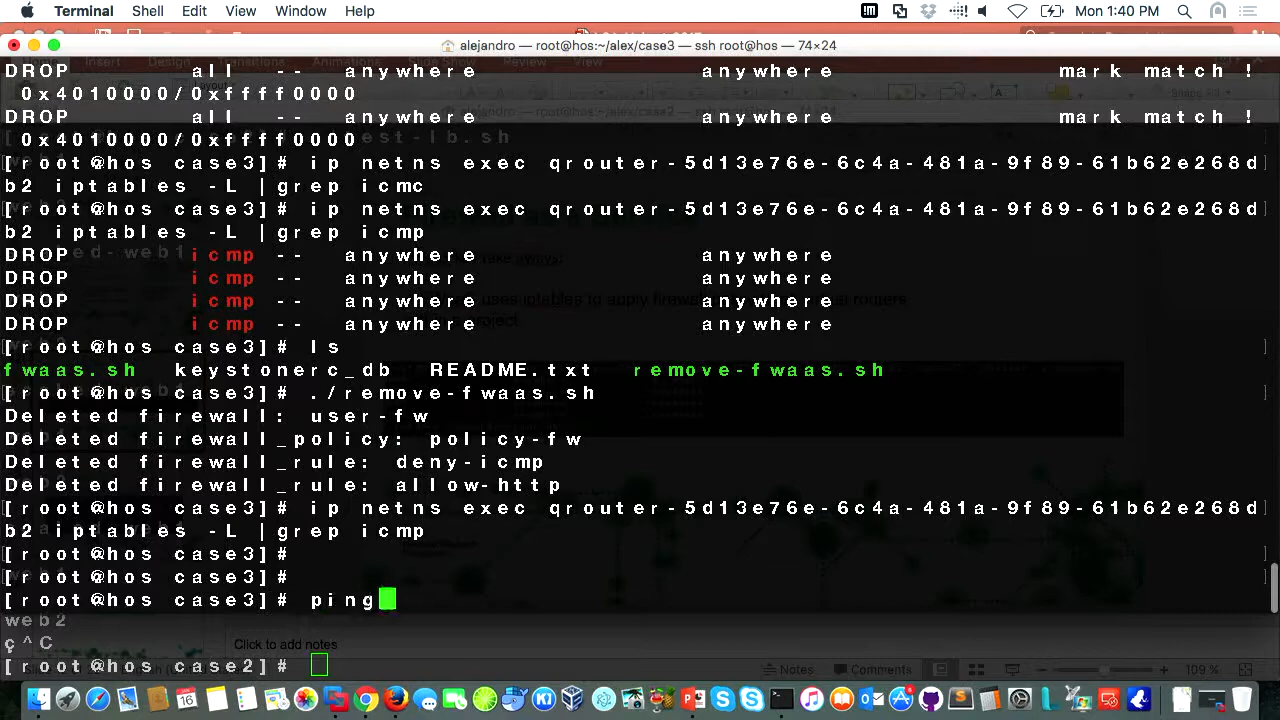 Terminal Shell Edit View Window Help Mon 1:40 PM
alejandro — root@hos:~/alex/case3 — ssh root@hos — 74×24
DROP all -- anywhere anywhere mark match !
0x4010000/0xffff0000
DROP all -- anywhere anywhere mark match !
0x4010000/0xffff0000
[root@hos case3]# ip netns exec qrouter-5d13e76e-6c4a-481a-9f89-61b62e268d
b2 iptables -L |grep icmc
[root@hos case3]# ip netns exec qrouter-5d13e76e-6c4a-481a-9f89-61b62e268d
b2 iptables -L |grep icmp
DROP icmp -- anywhere anywhere
DROP icmp -- anywhere anywhere
DROP icmp -- anywhere anywhere
DROP icmp -- anywhere anywhere
[root@hos case3]# ls
fwaas.sh keystonerc_db README.txt remove-fwaas.sh
[root@hos case3]# ./remove-fwaas.sh
Deleted firewall: user-fw
Deleted firewall_policy: policy-fw
Deleted firewall_rule: deny-icmp
Deleted firewall_rule: allow-http
[root@hos case3]# ip netns exec qrouter-5d13e76e-6c4a-481a-9f89-61b62e268d
b2 iptables -L |grep icmp
[root@hos case3]#
[root@hos case3]#
[root@hos case3]# ping
web2
ç^C
Click to add notes
[root@hos case2]#
Notes Comments 109 %